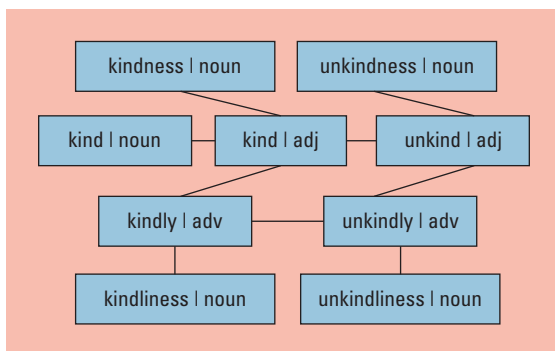 kindness | noun
unkindness | noun
kind | noun
kind | adj
unkind | adj
kindly | adv
unkindly | adv
kindliness | noun
unkindliness | noun